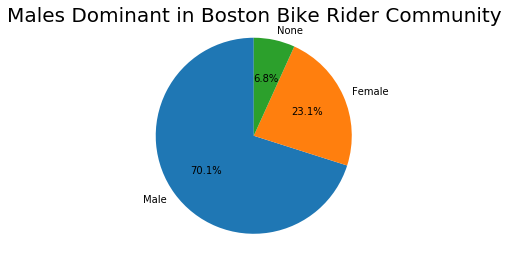 Males Dominant in Boston Bike Rider Community
None
6.8%
Female
23.1%
70.1%
Male